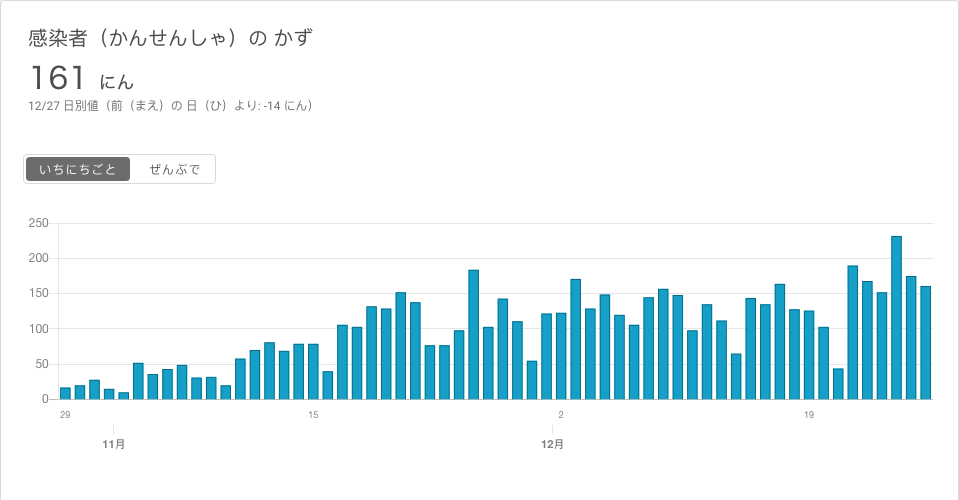 感染者（かんせんしゃ）の かず
161 にん
12/27 日別値（前（まえ）の 日（ひ）より: -14 にん）
いちにちごと ぜんぶで
250
200
150
100
50
0
29 15 2 19
11月 12月